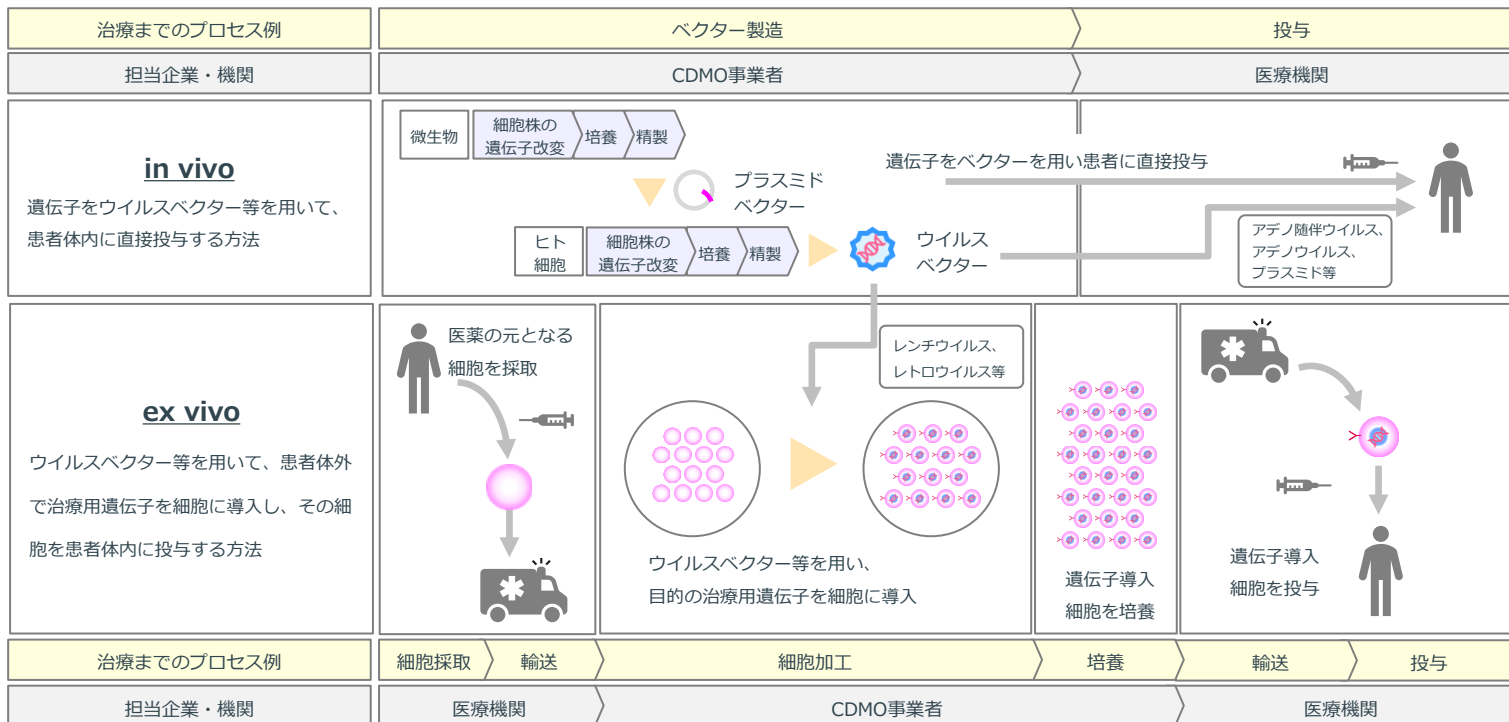 治療までのプロセス例
ベクター製造
投与
担当企業・機関
CDMO事業者
医療機関
in vivo
遺伝子をウイルスベクター等を用いて、
患者体内に直接投与する方法
微生物
細胞株の
遺伝子改変
培養
精製
プラスミド
ベクター
ヒト
細胞
細胞株の
遺伝子改変
培養
精製
ウイルス
ベクター
遺伝子をベクターを用い患者に直接投与
アデノ随伴ウイルス、
アデノウイルス、
プラスミド等
ex vivo
ウイルスベクター等を用いて、患者体外
で治療用遺伝子を細胞に導入し、その細
胞を患者体内に投与する方法
医薬の元となる
細胞を採取
レンチウイルス、
レトロウイルス等
ウイルスベクター等を用い、
目的の治療用遺伝子を細胞に導入
遺伝子導入
細胞を培養
遺伝子導入
細胞を投与
治療までのプロセス例
細胞採取
輸送
細胞加工
培養
輸送
投与
担当企業・機関
医療機関
CDMO事業者
医療機関